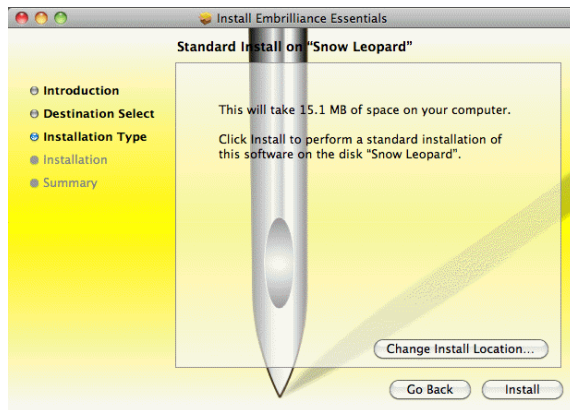 Install Embrilliance Essentials
Standard Install on “Snow Leopard”
Introduction
Destination Select
Installation Type
Installation
Summary
This will take 15.1 MB of space on your computer.
Click Install to perform a standard installation of
this software on the disk “Snow Leopard”.
Change Install Location...
Go Back
Install